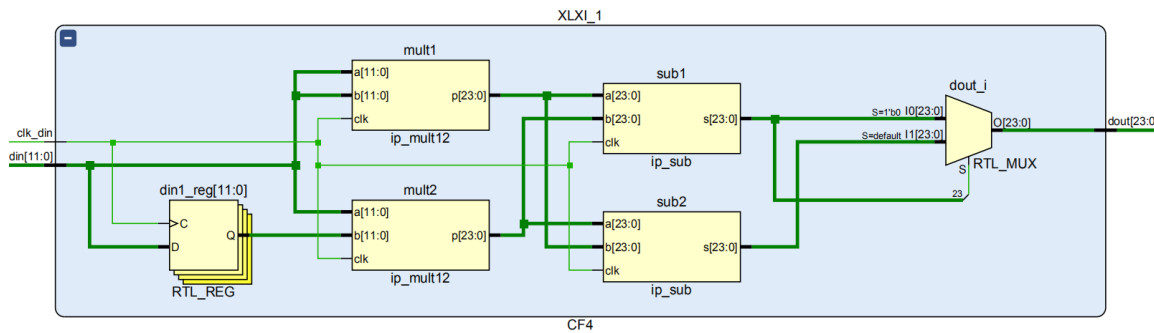 XLXI_1
mult1
a[11:0]
b[11:0]
clk
p[23:0]
ip_mult12
sub1
a[23:0]
b[23:0]
clk
s[23:0]
ip_sub
dout_i
S=1'b0 I0[23:0]
S=default I1[23:0]
O[23:0]
S
RTL_MUX
23
dout[23:0]
clk_din
din[11:0]
din1_reg[11:0]
C
D
Q
RTL_REG
mult2
a[11:0]
b[11:0]
clk
p[23:0]
ip_mult12
sub2
a[23:0]
b[23:0]
clk
s[23:0]
ip_sub
CF4